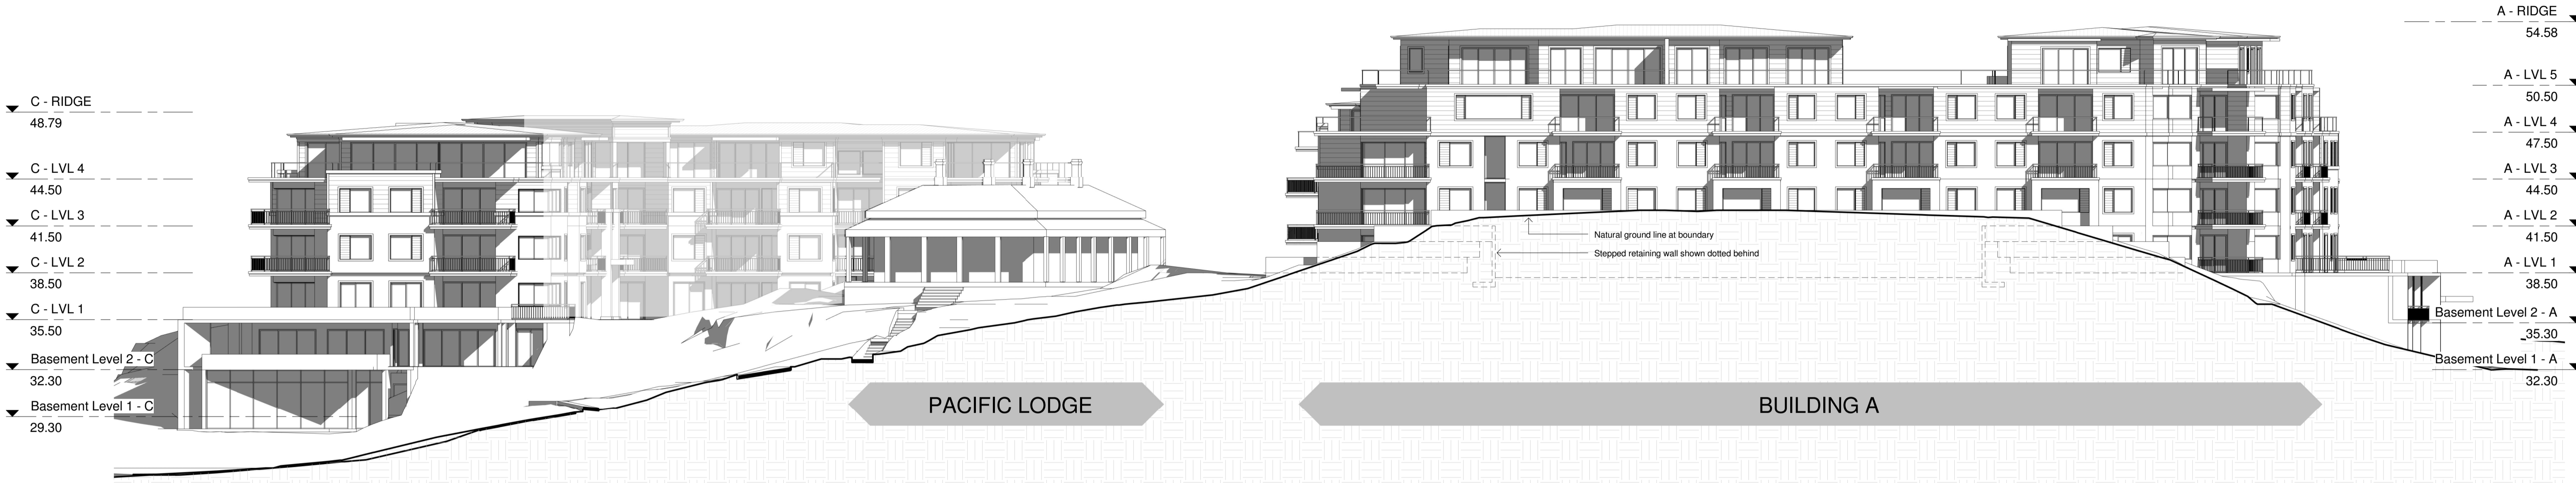 C - RIDGE
48.79
C - LVL 4
44.50
C - LVL 3
41.50
C - LVL 2
38.50
C - LVL 1
35.50
Basement Level 2 - C
32.30
Basement Level 1 - C
29.30
Natural ground line at boundary
Stepped retaining wall shown dotted behind
PACIFIC LODGE
BUILDING A
A - RIDGE
54.58
A - LVL 5
50.50
A - LVL 4
47.50
A - LVL 3
44.50
A - LVL 2
41.50
A - LVL 1
38.50
Basement Level 2 - A
35.30
Basement Level 1 - A
32.30